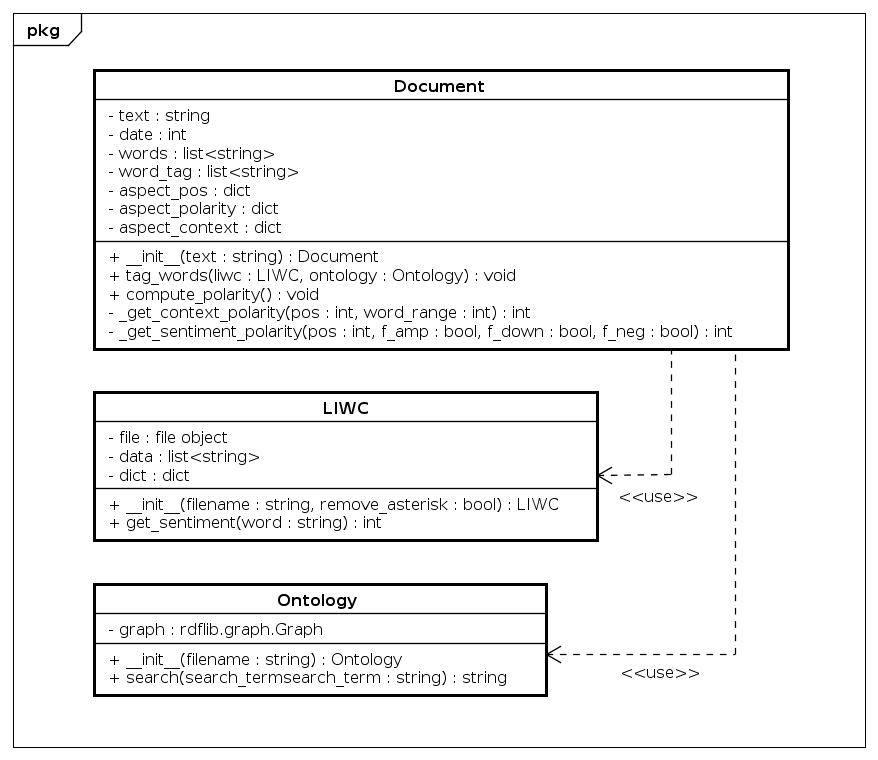 pkg
Document
- text : string
- date : int
- words : list<string>
- word_tag : list<string>
- aspect_pos : dict
- aspect_polarity : dict
- aspect_context : dict
+ __init__(text : string) : Document
+ tag_words(liwc : LIWC, ontology : Ontology) : void
+ compute_polarity() : void
- _get_context_polarity(pos : int, word_range : int) : int
- _get_sentiment_polarity(pos : int, f_amp : bool, f_down : bool, f_neg : bool) : int
LIWC
- file : file object
- data : list<string>
- dict : dict
+ __init__(filename : string, remove_asterisk : bool) : LIWC
+ get_sentiment(word : string) : int
<<use>>
Ontology
- graph : rdflib.graph.Graph
+ __init__(filename : string) : Ontology
+ search(search_termsearch_term : string) : string
<<use>>